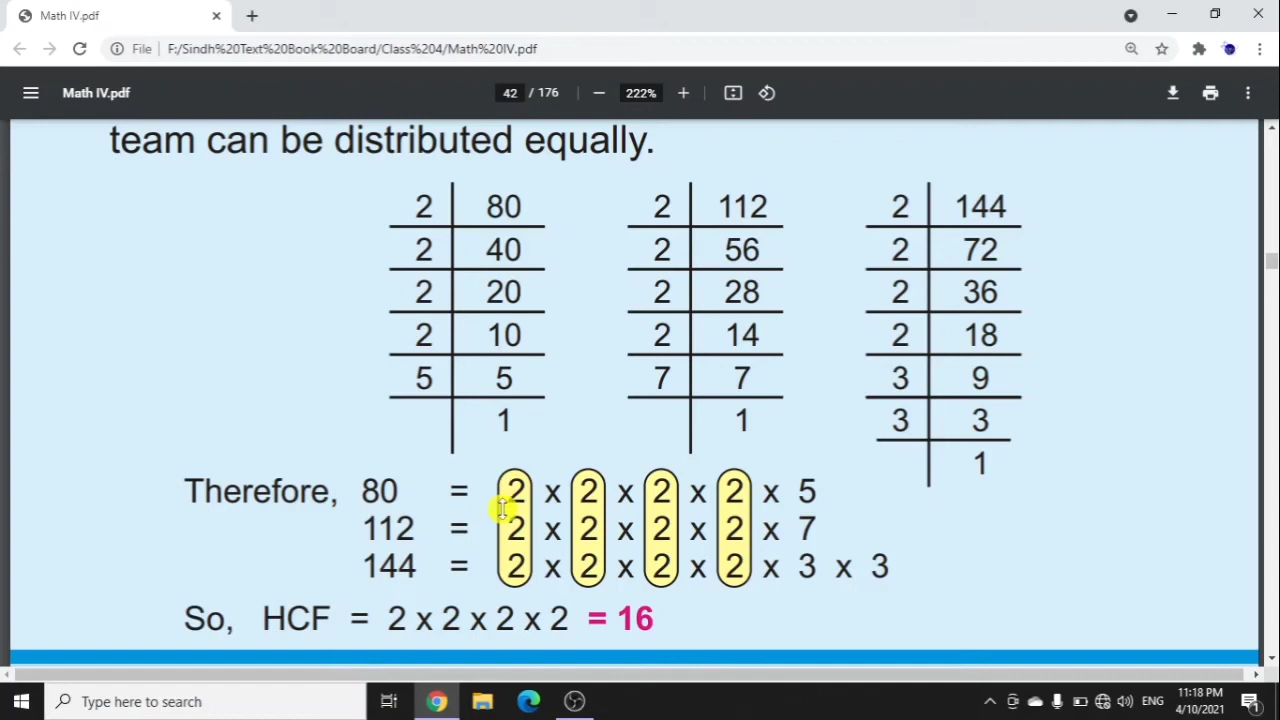 Math IV.pdf
File F:/Sindh%20Text%20Book%20Board/Class%204/Math%20IV.pdf
Math IV.pdf 42 / 176 222%
team can be distributed equally.
2 80 2 112 2 144
2 40 2 56 2 72
2 20 2 28 2 36
2 10 2 14 2 18
5 5 7 7 3 9
1 1 3 3
1
Therefore, 80 = 2 x 2 x 2 x 2 x 5
112 = 2 x 2 x 2 x 2 x 7
144 = 2 x 2 x 2 x 2 x 3 x 3
So, HCF = 2 x 2 x 2 x 2 = 16
Type here to search ENG 11:18 PM
4/10/2021 1